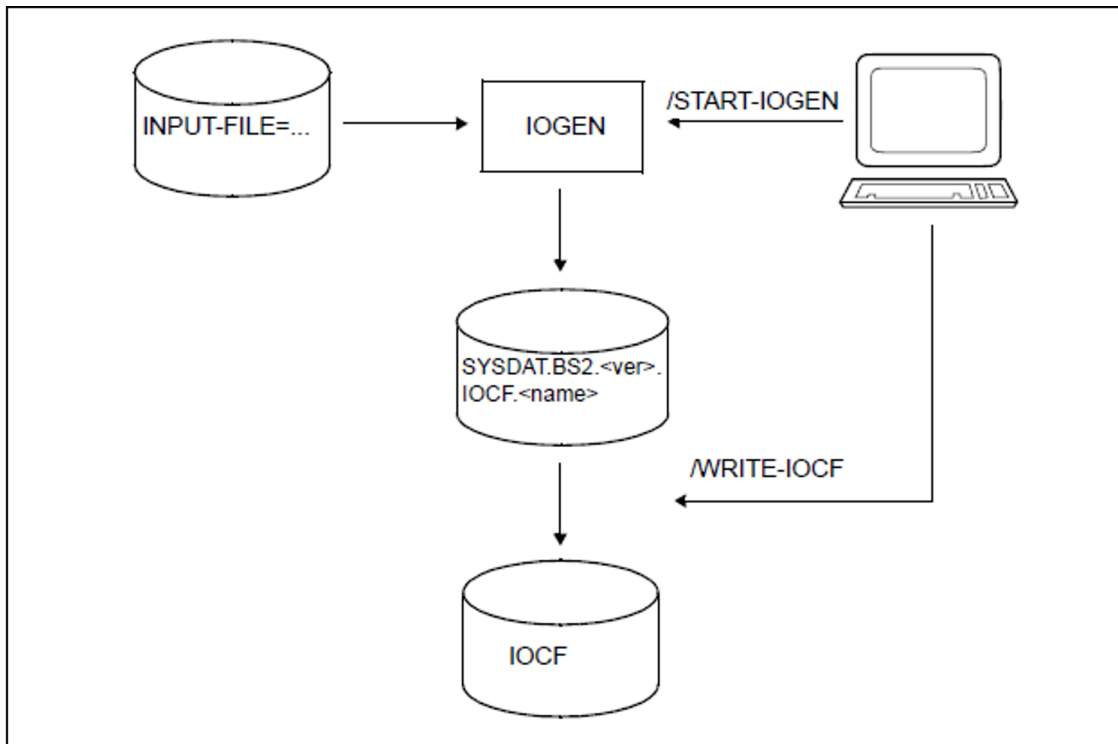 /START-IOGEN
INPUT-FILE=...
IOGEN
SYSDAT.BS2.<ver>.
IOCF.<name>
/WRITE-IOCF
IOCF